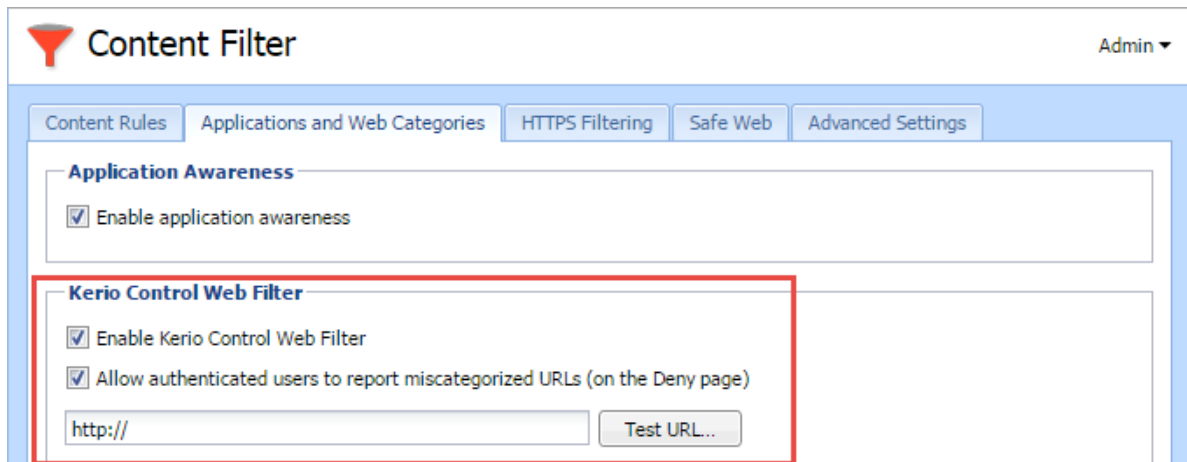 Content Filter
Admin
Content Rules Applications and Web Categories HTTPS Filtering Safe Web Advanced Settings
Application Awareness
Enable application awareness
Kerio Control Web Filter
Enable Kerio Control Web Filter
Allow authenticated users to report miscategorized URLs (on the Deny page)
http:// Test URL...